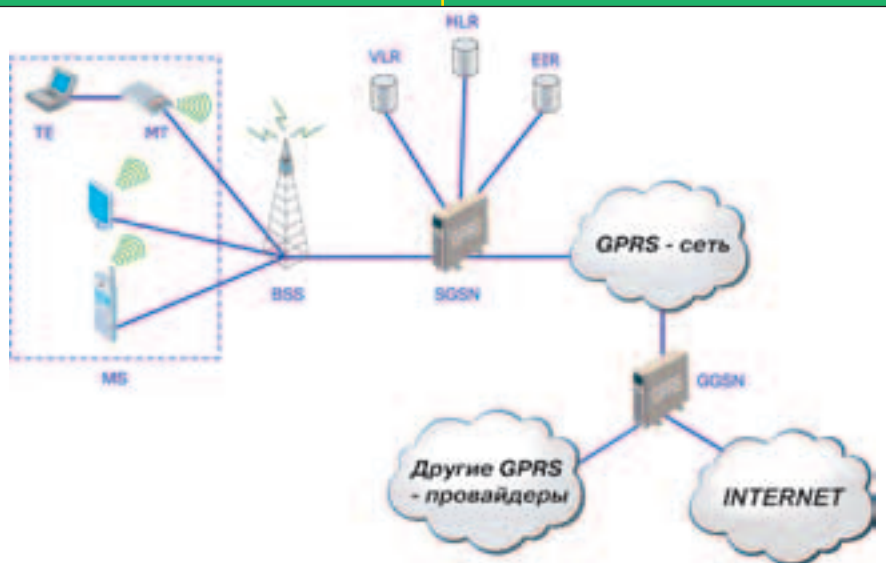 HLR
VLR
EIR
TE
MT
GPRS - сеть
BSS
SGSN
GGSN
MS
Другие GPRS
- провайдеры
INTERNET